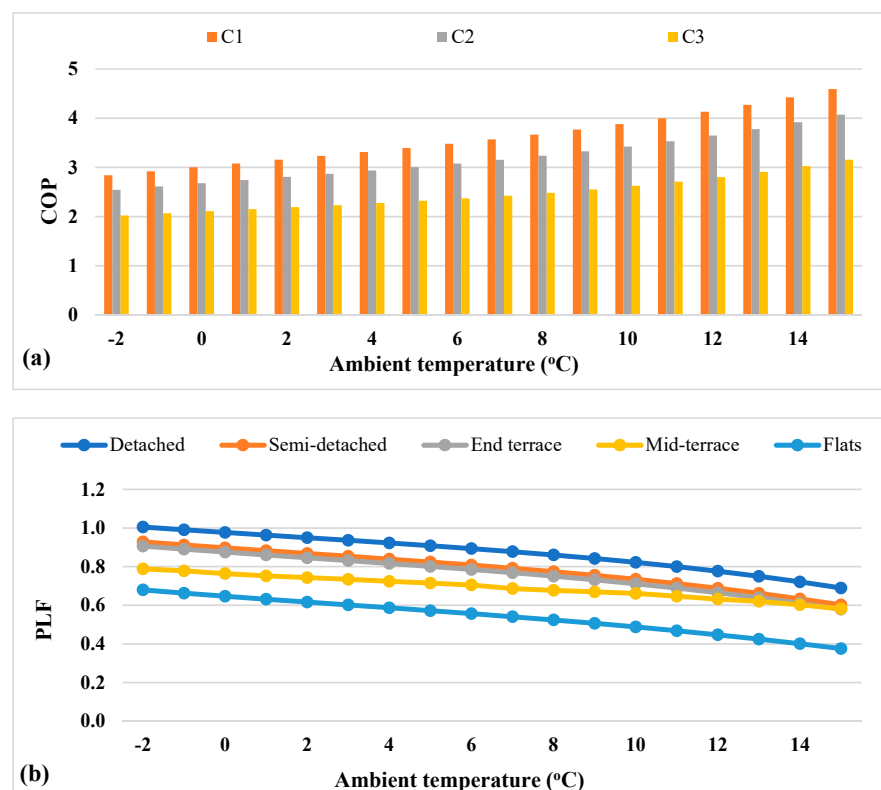 C1 C2 C3
5
4
3
2
1
0
COP
-2 0 2 4 6 8 10 12 14
Ambient temperature (°C)
(a)
Detached Semi-detached End terrace Mid-terrace Flats
1.2
1.0
0.8
0.6
0.4
0.2
0.0
PLF
-2 0 2 4 6 8 10 12 14
Ambient temperature (°C)
(b)